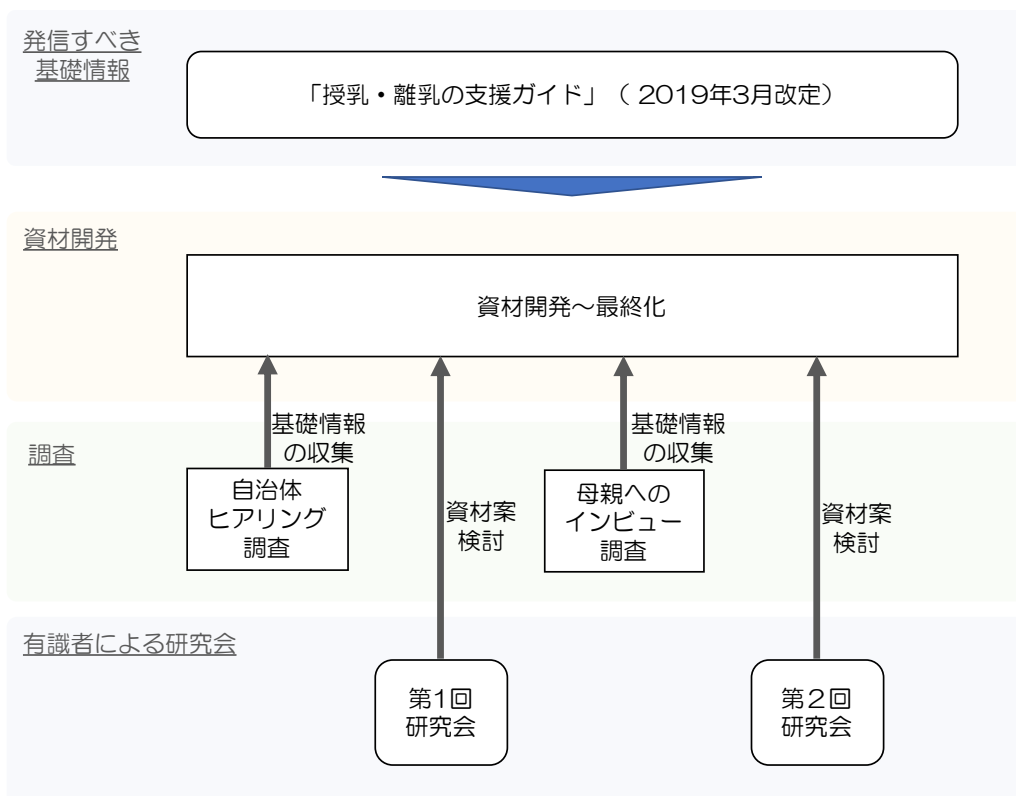 発信すべき
基礎情報
「授乳・離乳の支援ガイド」（ 2019年3月改定）
資材開発
資材開発～最終化
調査
基礎情報
の収集
自治体
ヒアリング
調査
資材案
検討
基礎情報
の収集
母親への
インビュー
調査
資材案
検討
有識者による研究会
第1回
研究会
第２回
研究会